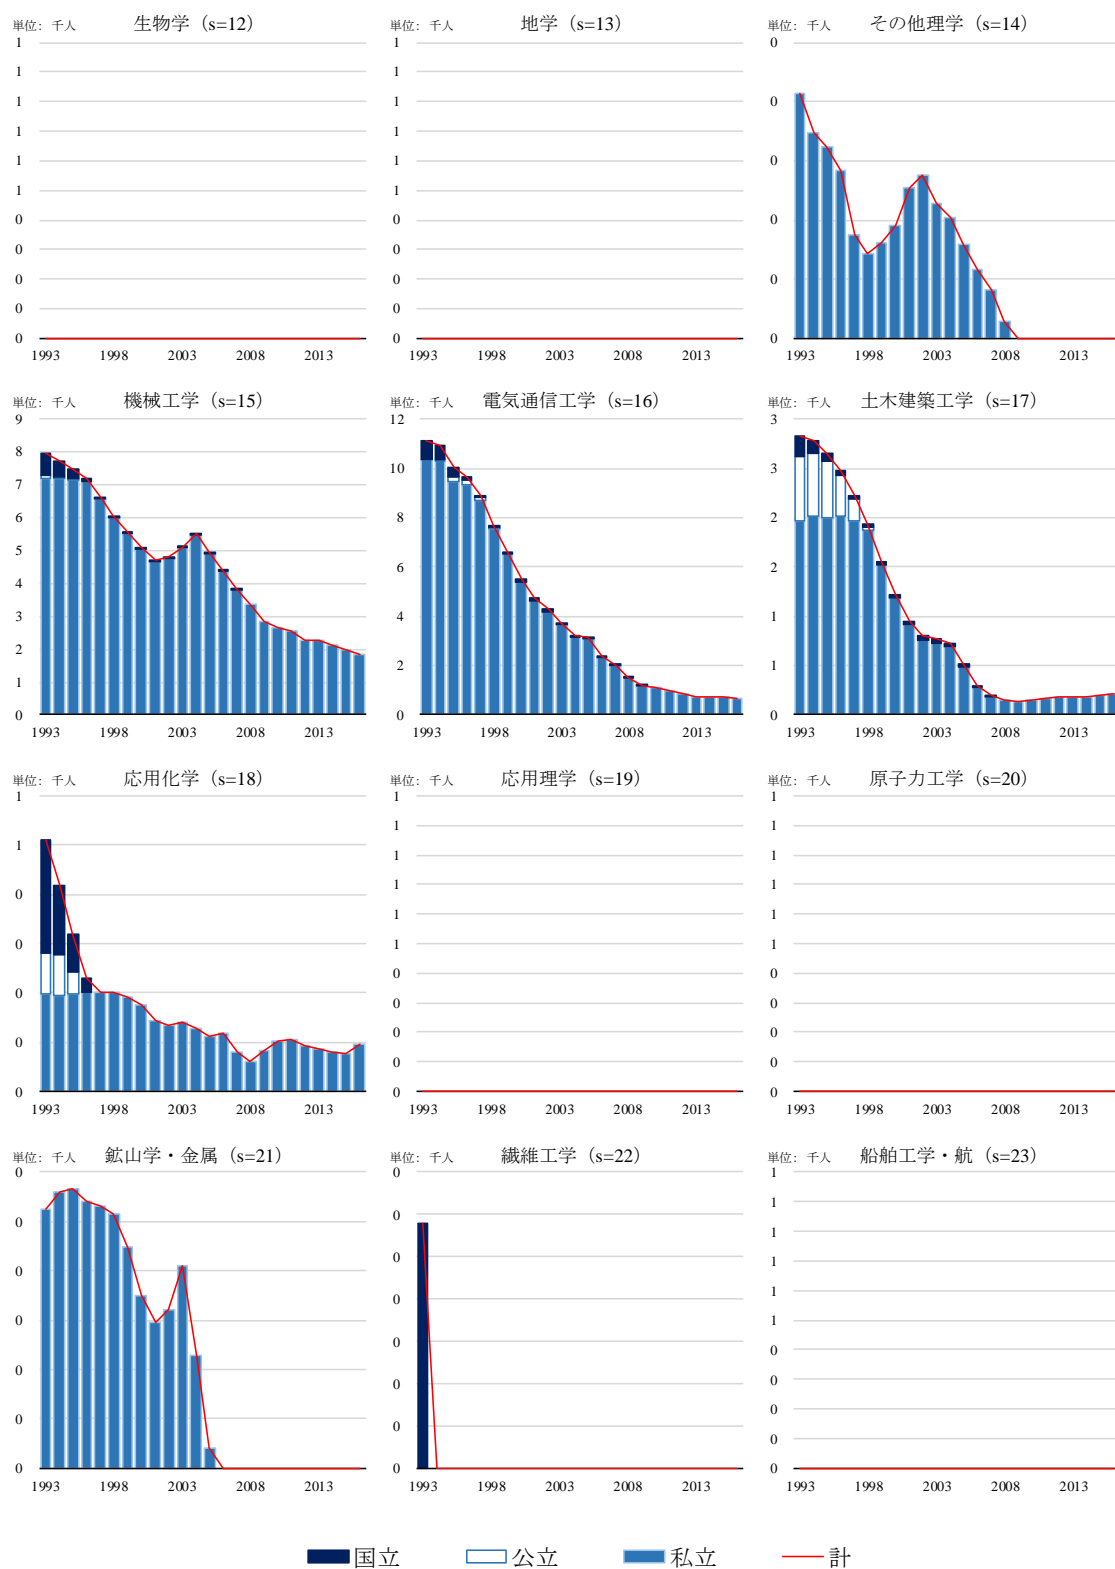 単位: 千人 生物学 (s=12) 単位: 千人 地学 (s=13) 単位: 千人 その他理学 (s=14)
1 1 0
1 1
1 1 0
1 1
1 1 0
1 1
0 0 0
0 0
0 0 0
0 0
0 0 0
1993 1998 2003 2008 2013 1993 1998 2003 2008 2013 1993 1998 2003 2008 2013
単位: 千人 機械工学 (s=15) 単位: 千人 電気通信工学 (s=16) 単位: 千人 土木建築工学 (s=17)
9 12 3
8 10 3
7 8 2
6 6 2
5 4 1
4 2 1
3 0 0
2
1
0
1993 1998 2003 2008 2013 1993 1998 2003 2008 2013 1993 1998 2003 2008 2013
単位: 千人 応用化学 (s=18) 単位: 千人 応用理学 (s=19) 単位: 千人 原子力工学 (s=20)
1 1 1
1 1
1 1 1
1 1
0 1 1
1 1
0 0 0
0 0
0 0 0
0 0
0 0 0
0
1993 1998 2003 2008 2013 1993 1998 2003 2008 2013 1993 1998 2003 2008 2013
単位: 千人 鉱山学・金属 (s=21) 単位: 千人 繊維工学 (s=22) 単位: 千人 船舶工学・航 (s=23)
0 0 1
0 0 1
0 0 1
0 0 1
0 0 1
0 0 1
0 0 0
0 0
0
0
0
1993 1998 2003 2008 2013 1993 1998 2003 2008 2013 1993 1998 2003 2008 2013
国立 公立 私立 計